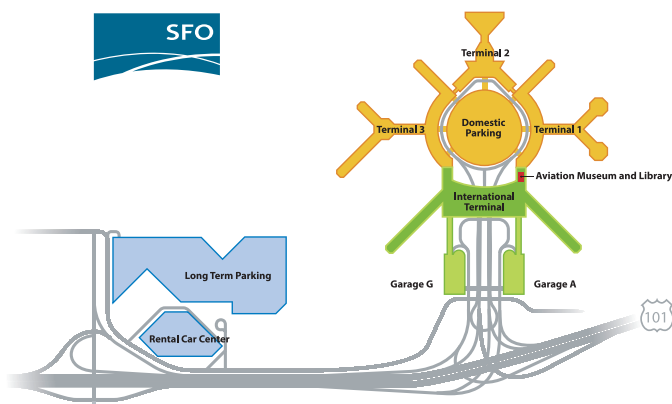 SFO
Terminal 2
Terminal 3
Domestic
Parking
Terminal 1
Aviation Museum and Library
International
Terminal
Long Term Parking
Garage G
Garage A
101
Rental Car Center